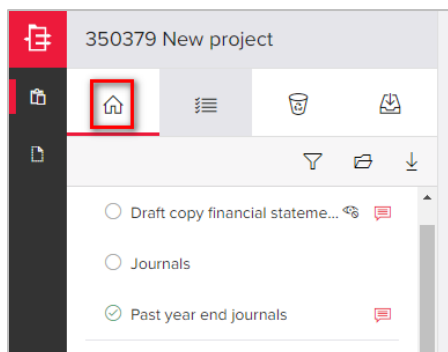 350379 New project
Draft copy financial stateme...
Journals
Past year end journals